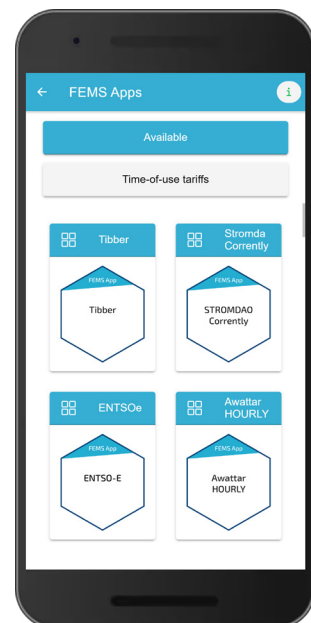 FEMS Apps
i
Available
Time-of-use tariffs
Tibber
FEMS App
Tibber
Stromda
Corrently
FEMS App
STROMDAO
Corrently
ENTSOe
FEMS App
ENTSO-E
Awattar
HOURLY
FEMS App
Awattar
HOURLY